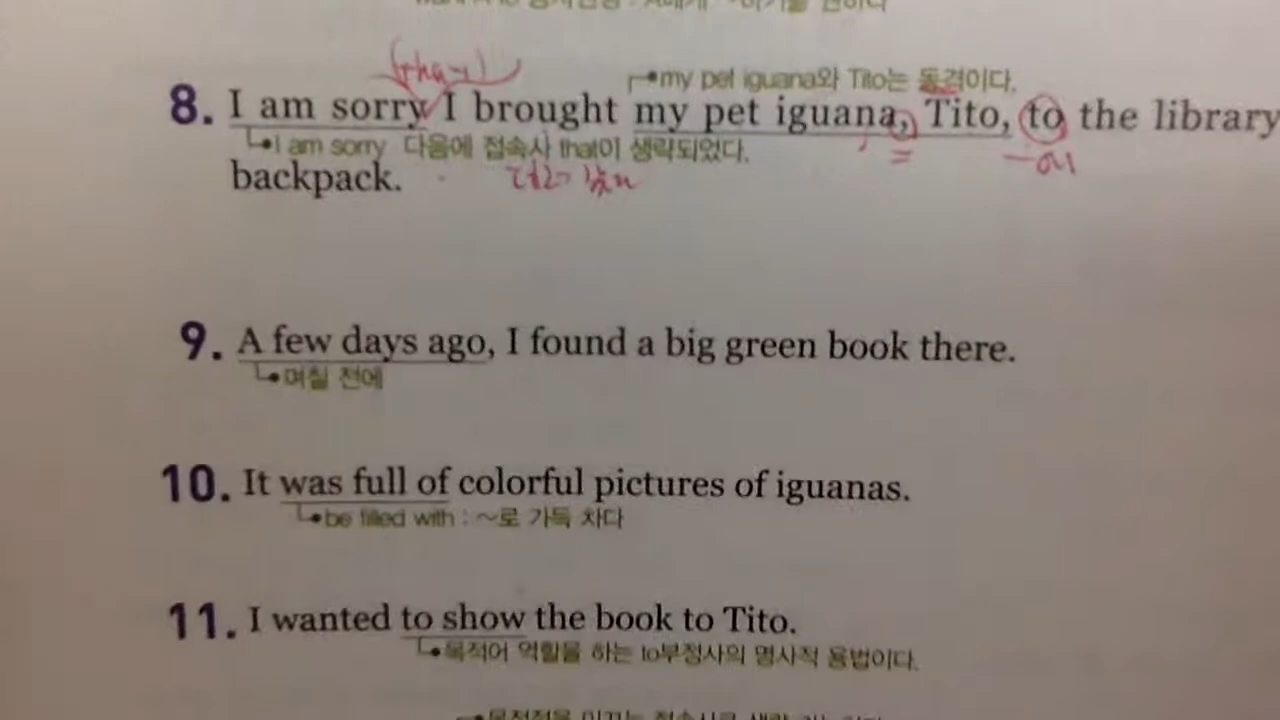 (that)
my pet iguana와 Tito는 동격이다.
8. I am sorry I brought my pet iguana, Tito, to the library
I am sorry 다음에 접속사 that이 생략되었다.
= ~에
backpack.
9. A few days ago, I found a big green book there.
며칠 전에
10. It was full of colorful pictures of iguanas.
be filled with : ~로 가득 차다
11. I wanted to show the book to Tito.
목적어 역할을 하는 to부정사의 명사적 용법이다.